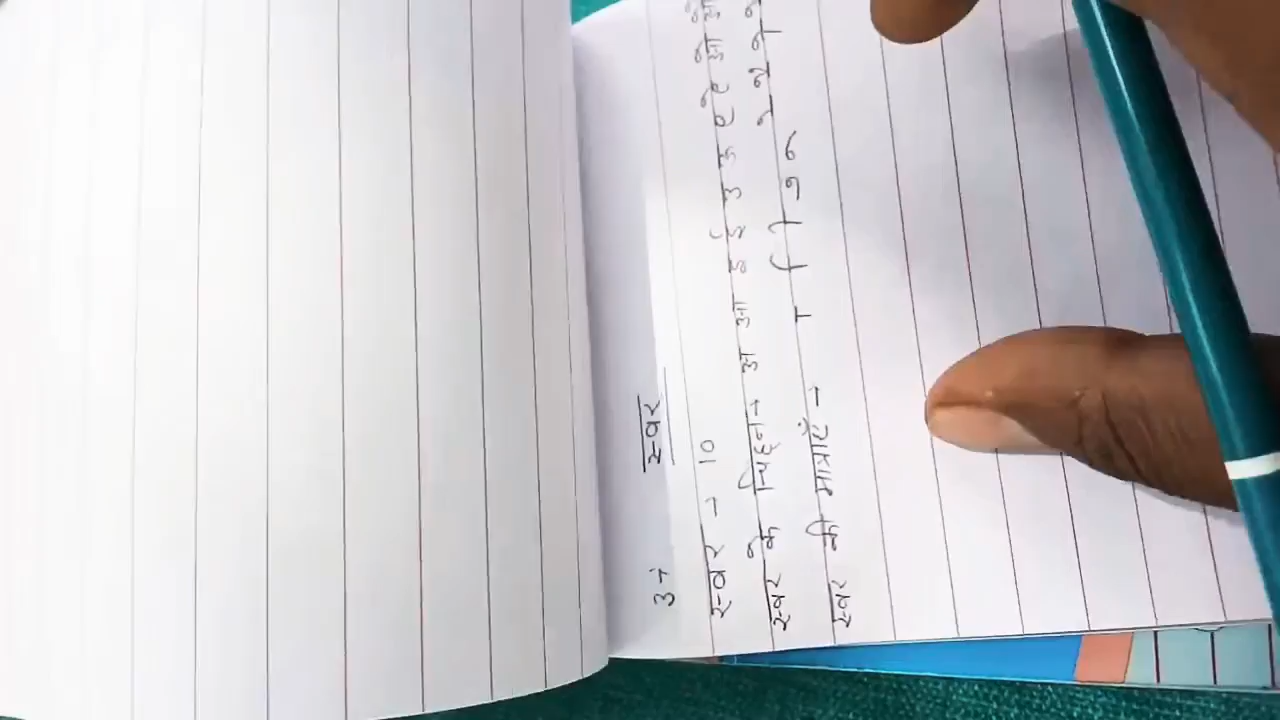 3→ स्वर
स्वर → 10
स्वर के चिह्न → अ आ इ ई उ ऊ ए ऐ ओ औ
स्वर की मात्राएँ → ा ि ी ु ू े ै ो ौ